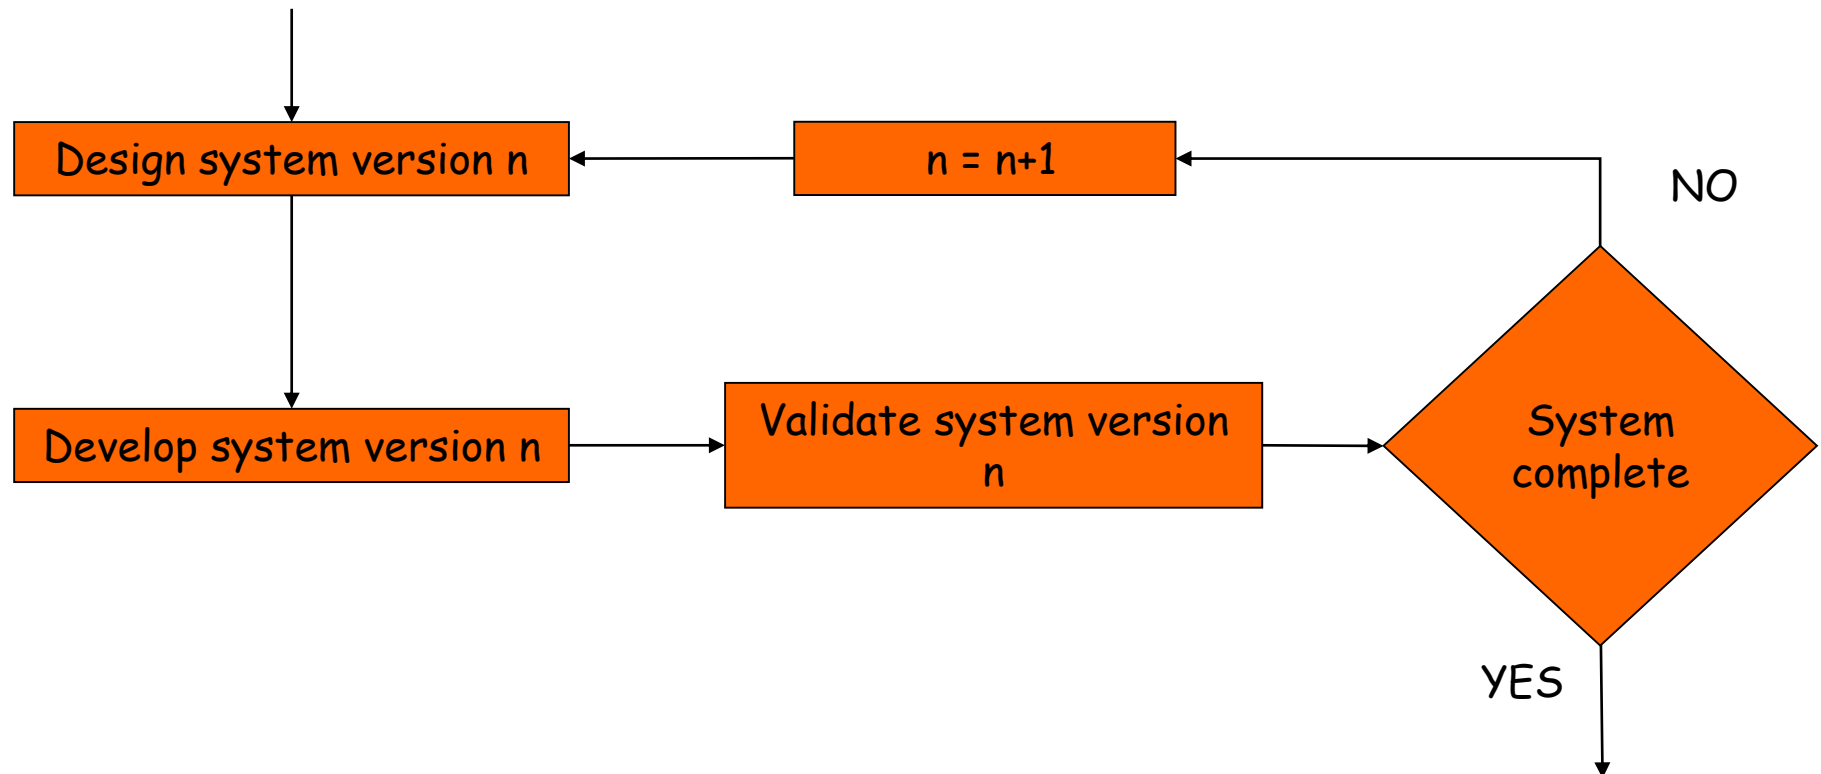 Design system version n
n = n+1
NO
Develop system version n
Validate system version
n
System
complete
YES